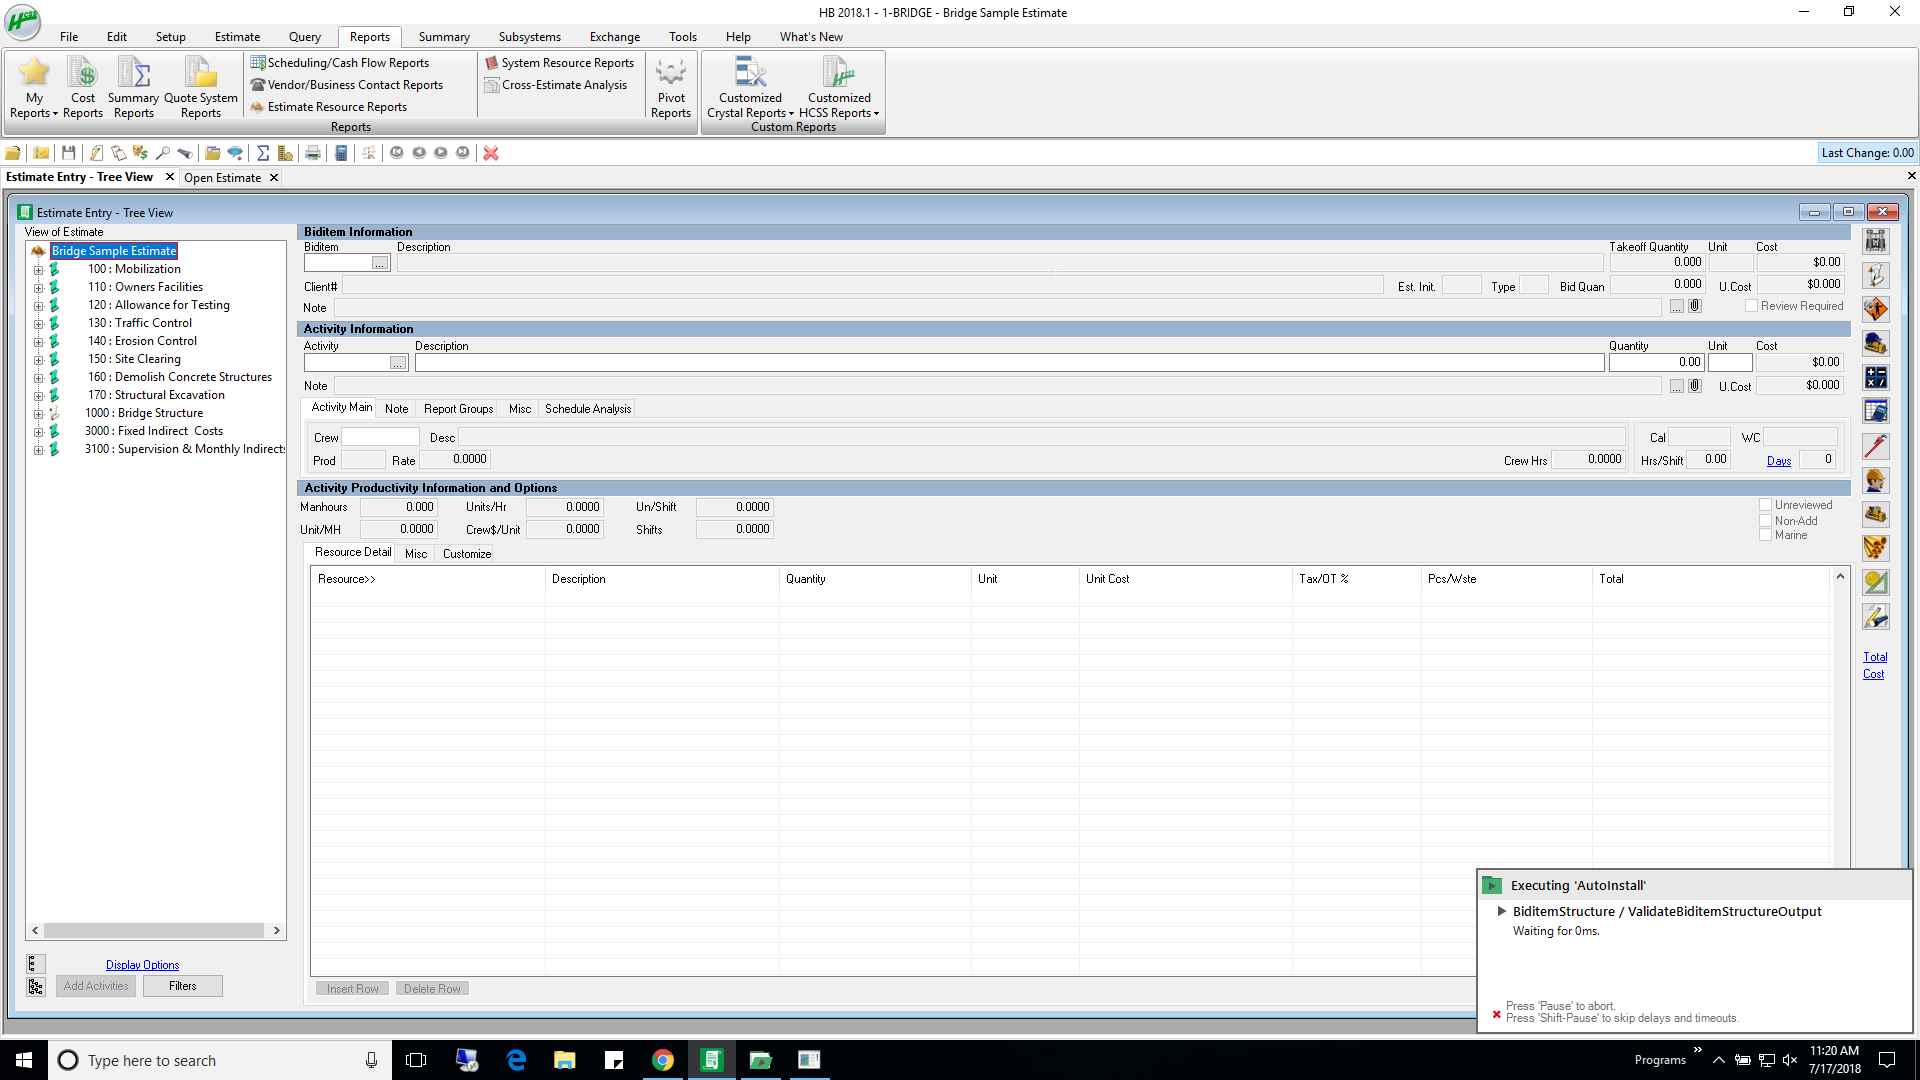 HB 2018.1 - 1-BRIDGE - Bridge Sample Estimate
File Edit Setup Estimate Query Reports Summary Subsystems Exchange Tools Help What's New
My Reports
Cost Reports
Summary Reports
Quote System Reports
Scheduling/Cash Flow Reports
Vendor/Business Contact Reports
Estimate Resource Reports
System Resource Reports
Cross-Estimate Analysis
Pivot Reports
Customized Crystal Reports
Customized HCSS Reports
Reports
Custom Reports
Last Change: 0.00
Estimate Entry - Tree View
Open Estimate
Estimate Entry - Tree View
View of Estimate
Bridge Sample Estimate
100 : Mobilization
110 : Owners Facilities
120 : Allowance for Testing
130 : Traffic Control
140 : Erosion Control
150 : Site Clearing
160 : Demolish Concrete Structures
170 : Structural Excavation
1000 : Bridge Structure
3000 : Fixed Indirect Costs
3100 : Supervision & Monthly Indirects
Display Options
Add Activities
Filters
Biditem Information
Biditem Description Takeoff Quantity Unit Cost
... 0.000 $0.00
Client# Est. Init. Type Bid Quan 0.000 U.Cost $0.000
Note ... Review Required
Activity Information
Activity Description Quantity Unit Cost
... 0.00 $0.00
Note ... U.Cost $0.000
Activity Main Note Report Groups Misc Schedule Analysis
Crew Desc Cal WC
Prod Rate 0.0000 Crew Hrs 0.0000 Hrs/Shift 0.00 Days 0
Activity Productivity Information and Options
Manhours 0.000 Units/Hr 0.0000 Un/Shift 0.0000
Unit/MH 0.0000 Crew$/Unit 0.0000 Shifts 0.0000
Unreviewed
Non-Add
Marine
Resource Detail Misc Customize
Resource>> Description Quantity Unit Unit Cost Tax/OT % Pcs/Wste Total
Total
Cost
Insert Row
Delete Row
Executing 'AutoInstall'
BiditemStructure / ValidateBiditemStructureOutput
Waiting for 0ms.
Press 'Pause' to abort.
Press 'Shift-Pause' to skip delays and timeouts.
Type here to search
Programs
11:20 AM
7/17/2018